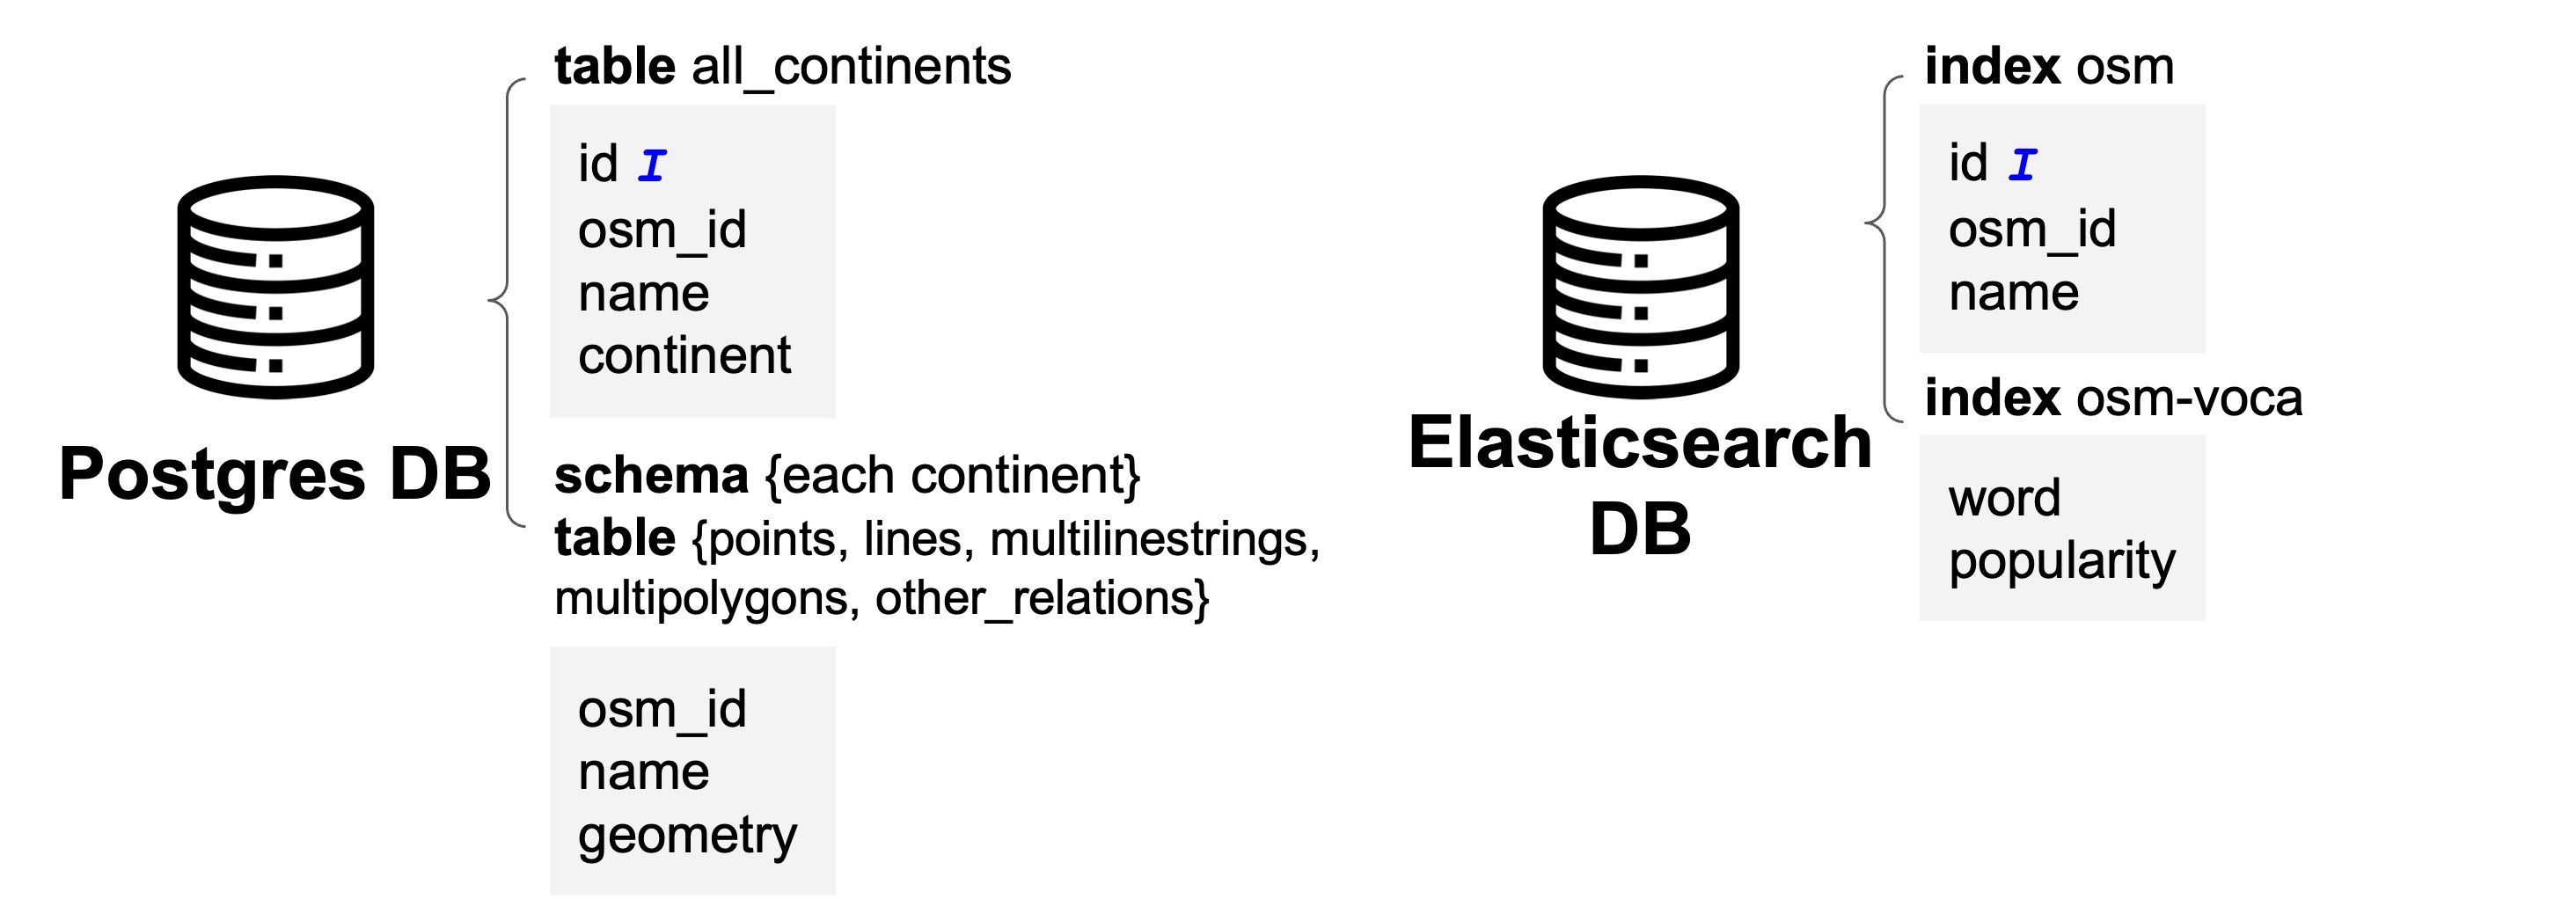 table all_continents
id I
osm_id
name
continent
Postgres DB
schema {each continent}
table {points, lines, multilinestrings,
multipolygons, other_relations}
osm_id
name
geometry
index osm
id I
osm_id
name
Elasticsearch
DB
index osm-voca
word
popularity